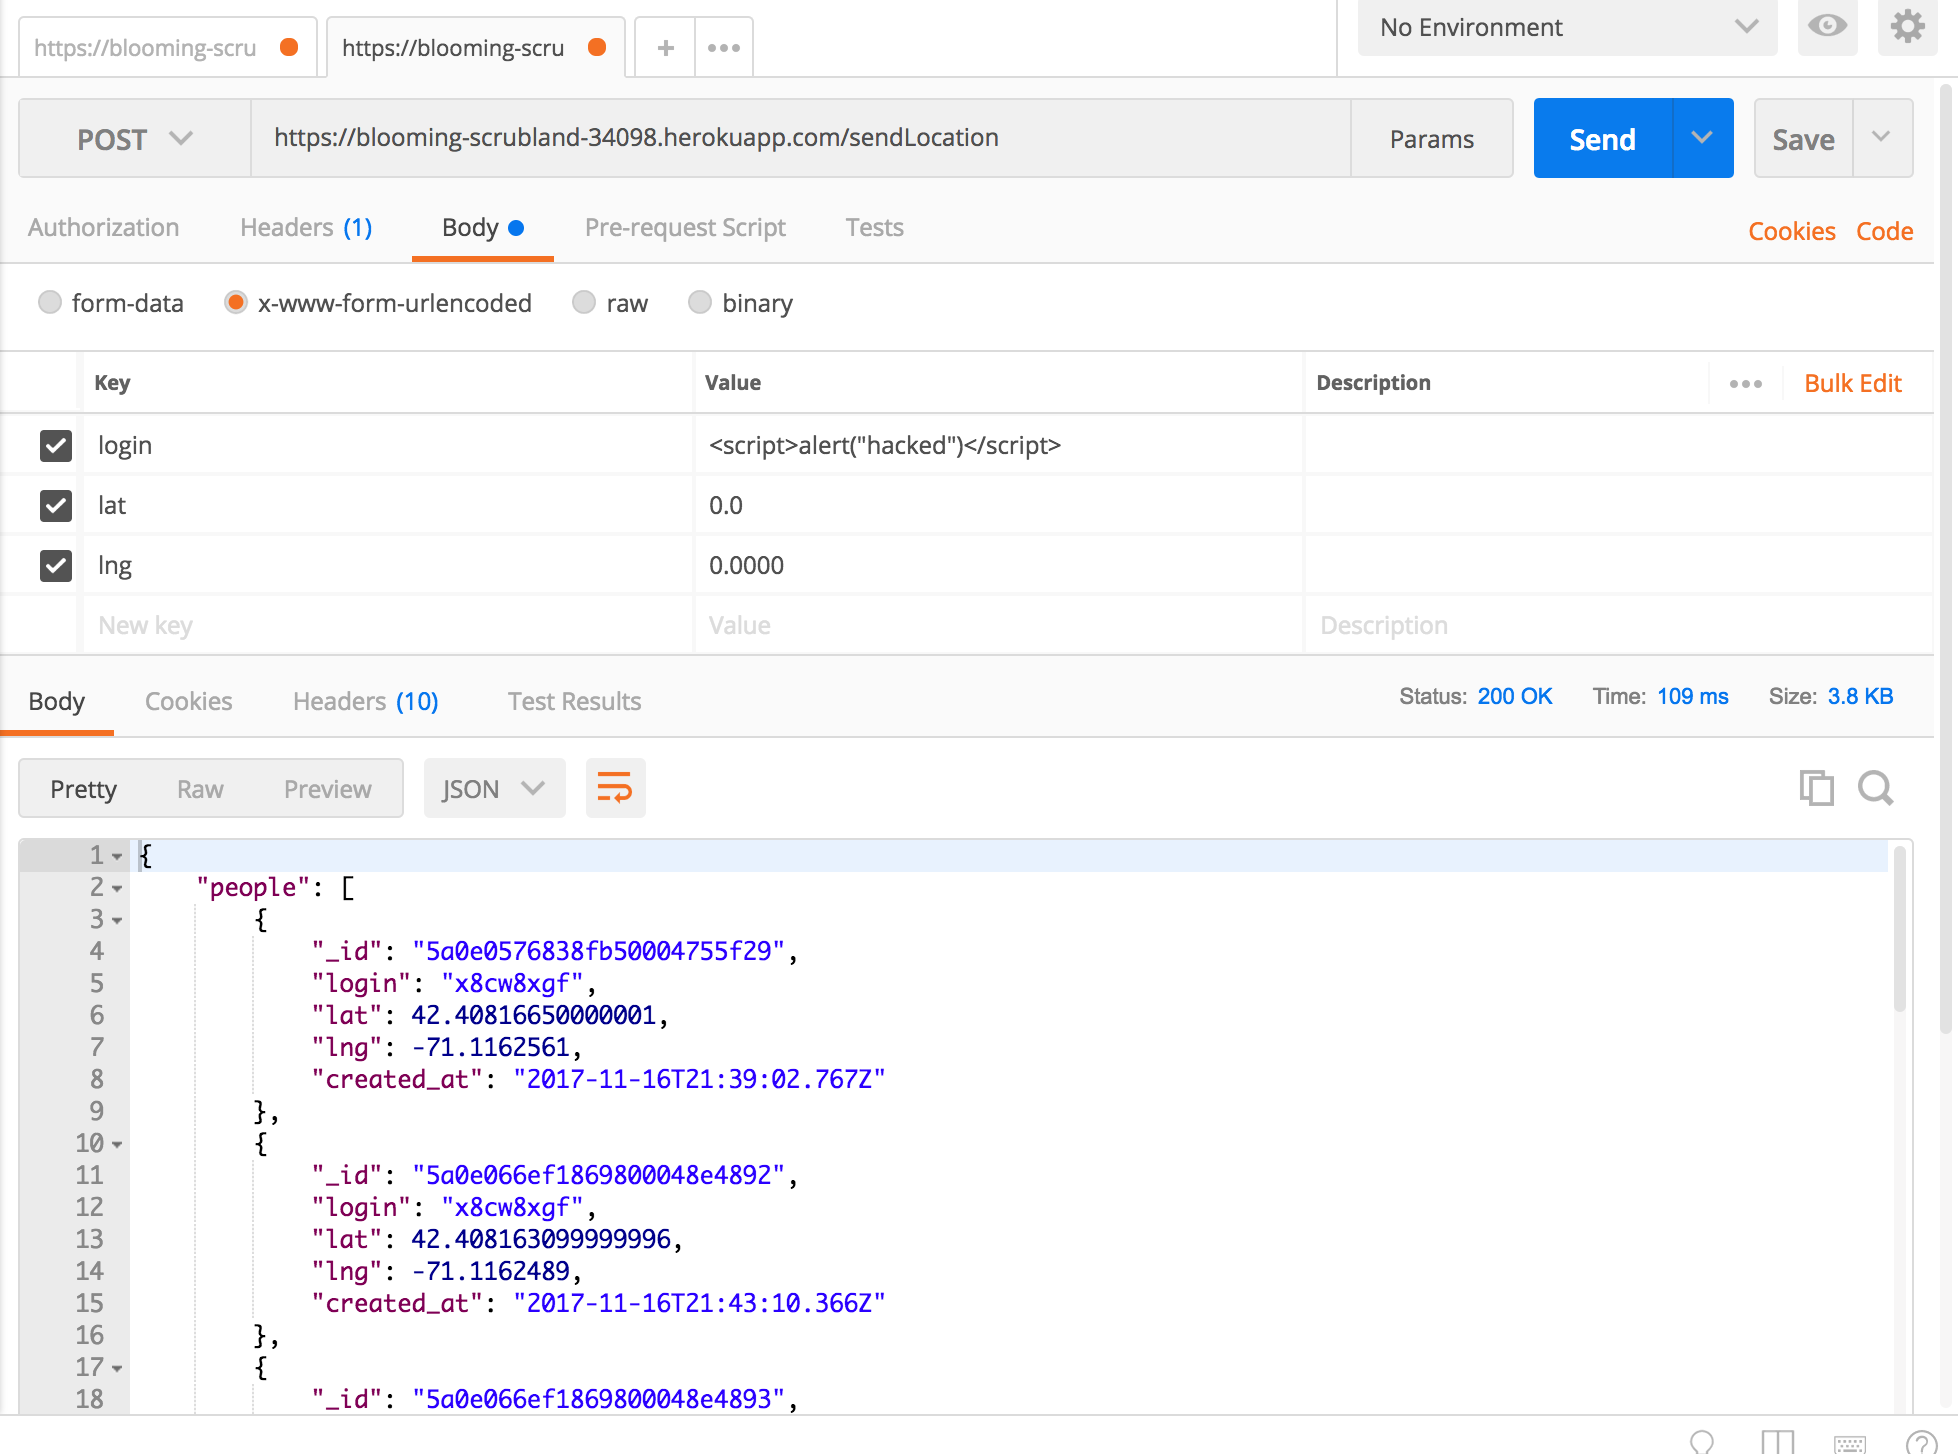 https://blooming-scru https://blooming-scru + No Environment
POST https://blooming-scrubland-34098.herokuapp.com/sendLocation Params Send Save
Authorization Headers (1) Body Pre-request Script Tests Cookies Code
form-data x-www-form-urlencoded raw binary
Key Value Description Bulk Edit
login <script>alert("hacked")</script>
lat 0.0
lng 0.0000
New key Value Description
Body Cookies Headers (10) Test Results Status: 200 OK Time: 109 ms Size: 3.8 KB
Pretty Raw Preview JSON
1 {
2 "people": [
3 {
4 "_id": "5a0e0576838fb50004755f29",
5 "login": "x8cw8xgf",
6 "lat": 42.40816650000001,
7 "lng": -71.1162561,
8 "created_at": "2017-11-16T21:39:02.767Z"
9 },
10 {
11 "_id": "5a0e066ef1869800048e4892",
12 "login": "x8cw8xgf",
13 "lat": 42.408163099999996,
14 "lng": -71.1162489,
15 "created_at": "2017-11-16T21:43:10.366Z"
16 },
17 {
18 "_id": "5a0e066ef1869800048e4893",